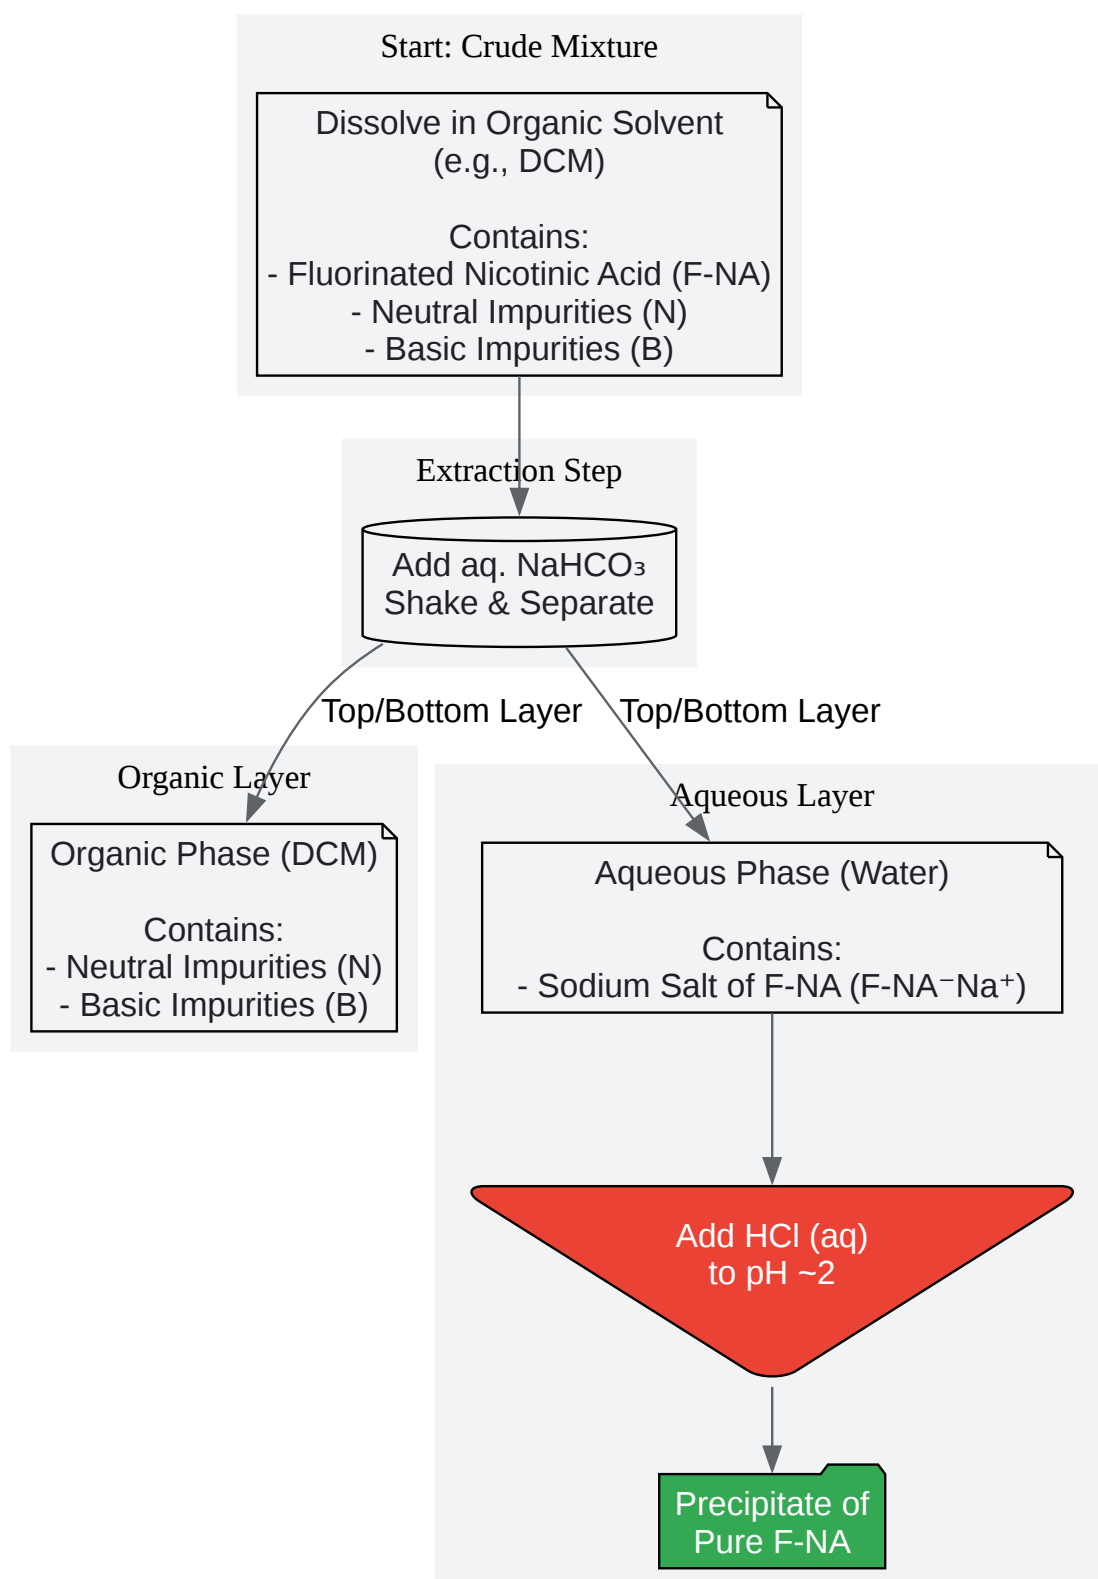 Start: Crude Mixture
Dissolve in Organic Solvent
(e.g., DCM)
Contains:
- Fluorinated Nicotinic Acid (F-NA)
- Neutral Impurities (N)
- Basic Impurities (B)
Extraction Step
Add aq. NaHCO₃
Shake & Separate
Top/Bottom Layer
Top/Bottom Layer
Organic Layer
Organic Phase (DCM)
Contains:
- Neutral Impurities (N)
- Basic Impurities (B)
Aqueous Layer
Aqueous Phase (Water)
Contains:
- Sodium Salt of F-NA (F-NA⁻Na⁺)
Add HCl (aq)
to pH ~2
Precipitate of
Pure F-NA